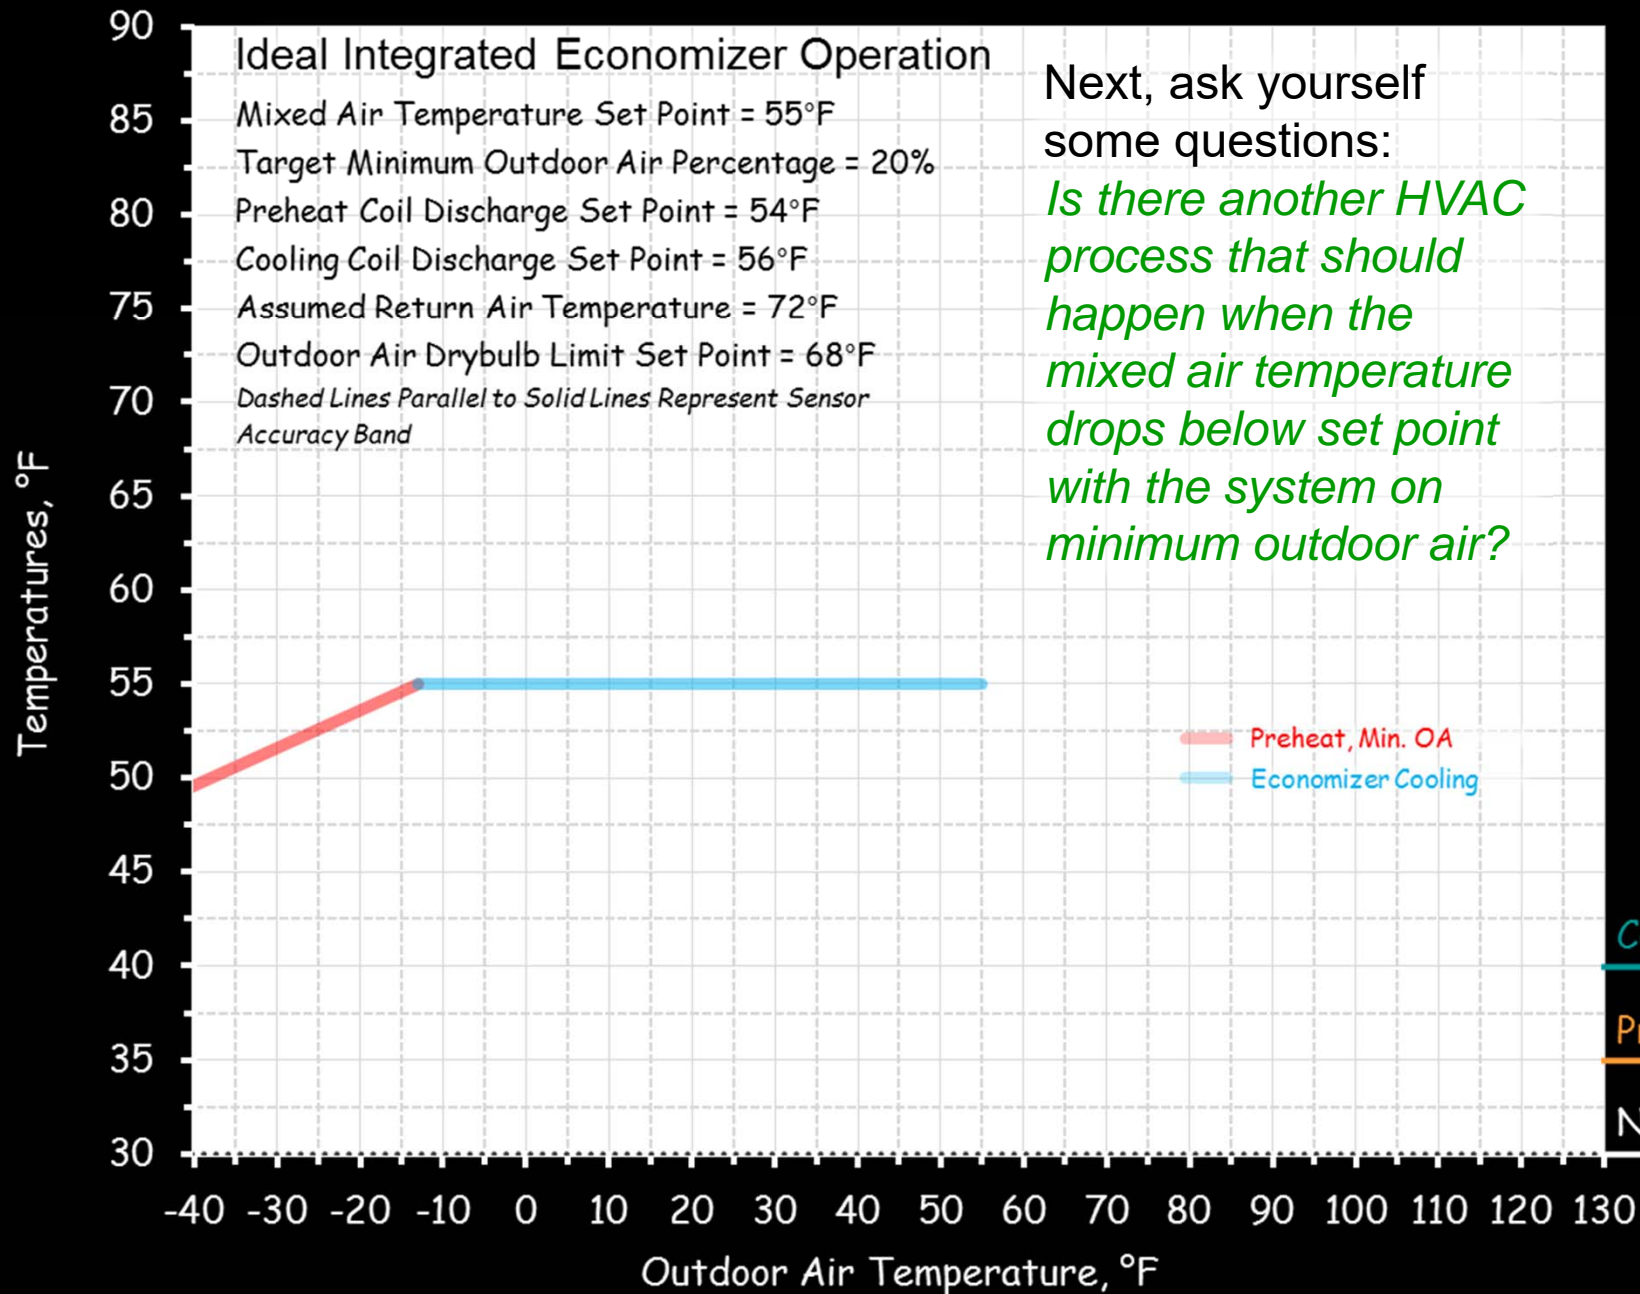 Ideal Integrated Economizer Operation
Mixed Air Temperature Set Point = 55°F
Target Minimum Outdoor Air Percentage = 20%
Preheat Coil Discharge Set Point = 54°F
Cooling Coil Discharge Set Point = 56°F
Assumed Return Air Temperature = 72°F
Outdoor Air Drybulb Limit Set Point = 68°F
Dashed Lines Parallel to Solid Lines Represent Sensor
Accuracy Band
Next, ask yourself
some questions:
Is there another HVAC
process that should
happen when the
mixed air temperature
drops below set point
with the system on
minimum outdoor air?
Preheat, Min. OA
Economizer Cooling
Temperatures, °F
90
85
80
75
70
65
60
55
50
45
40
35
30
-40 -30 -20 -10 0 10 20 30 40 50 60 70 80 90 100 110 120 130
Outdoor Air Temperature, °F